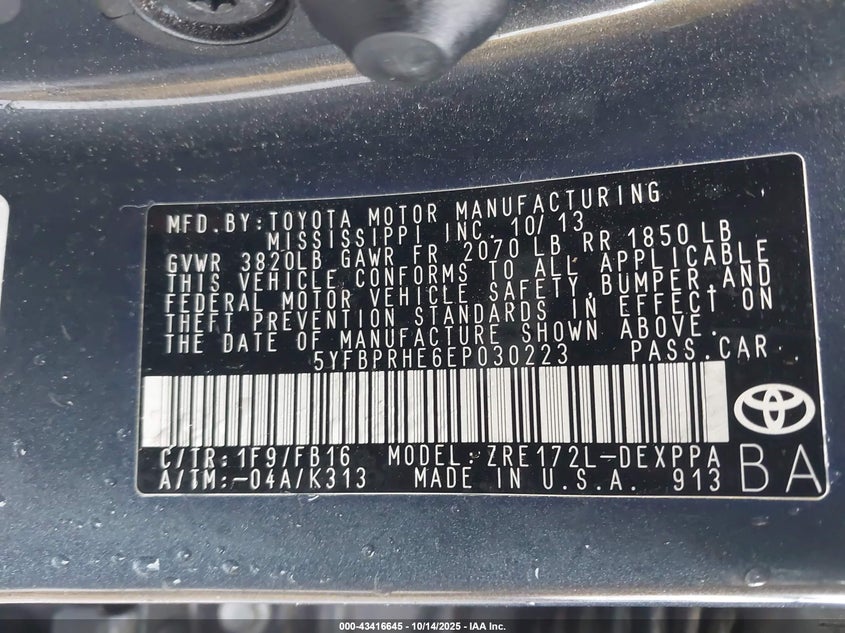 MFD.BY:TOYOTA MOTOR MANUFACTURING
MISSISSIPPI INC. 10/13
GVWR 3820LB GAWR FR 2070 LB RR 1850 LB
THIS VEHICLE CONFORMS TO ALL APPLICABLE
FEDERAL MOTOR VEHICLE SAFETY,BUMPER,AND
THEFT PREVENTION STANDARDS IN EFFECT ON
THE DATE OF MANUFACTURE SHOWN ABOVE.
5YFBPRHE6EP030223 PASS.CAR
C/TR:1F9/FB16 MODEL:ZRE172L-DEXPPA
A/TM:-04A/K313 MADE IN U.S.A. 913
BA
000-43416645 | 10/14/2025 - IAA Inc.